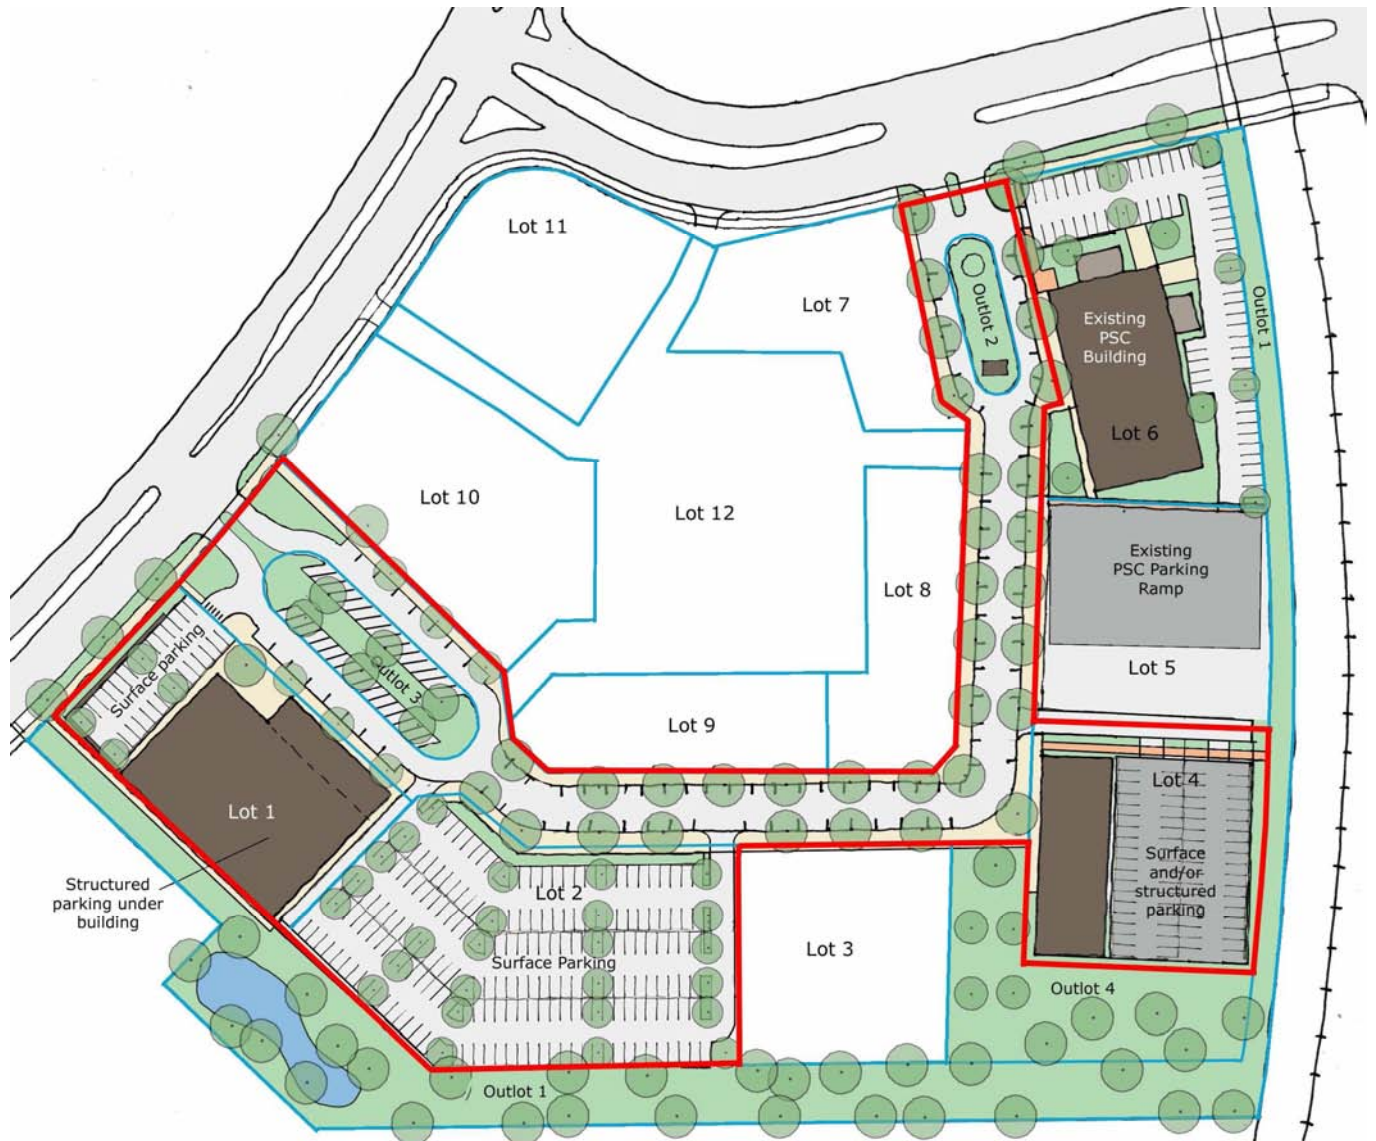 Lot 11
Lot 7
Outlot 2
Existing
PSC
Building
Outlot 1
Lot 6
Lot 10
Lot 12
Existing
PSC Parking
Ramp
Lot 8
Lot 5
Surface parking
Outlot 3
Lot 9
Lot 4
Lot 1
Surface
and/or
structured
parking
Structured
parking under
building
Lot 2
Lot 3
Surface Parking
Outlot 4
Outlot 1